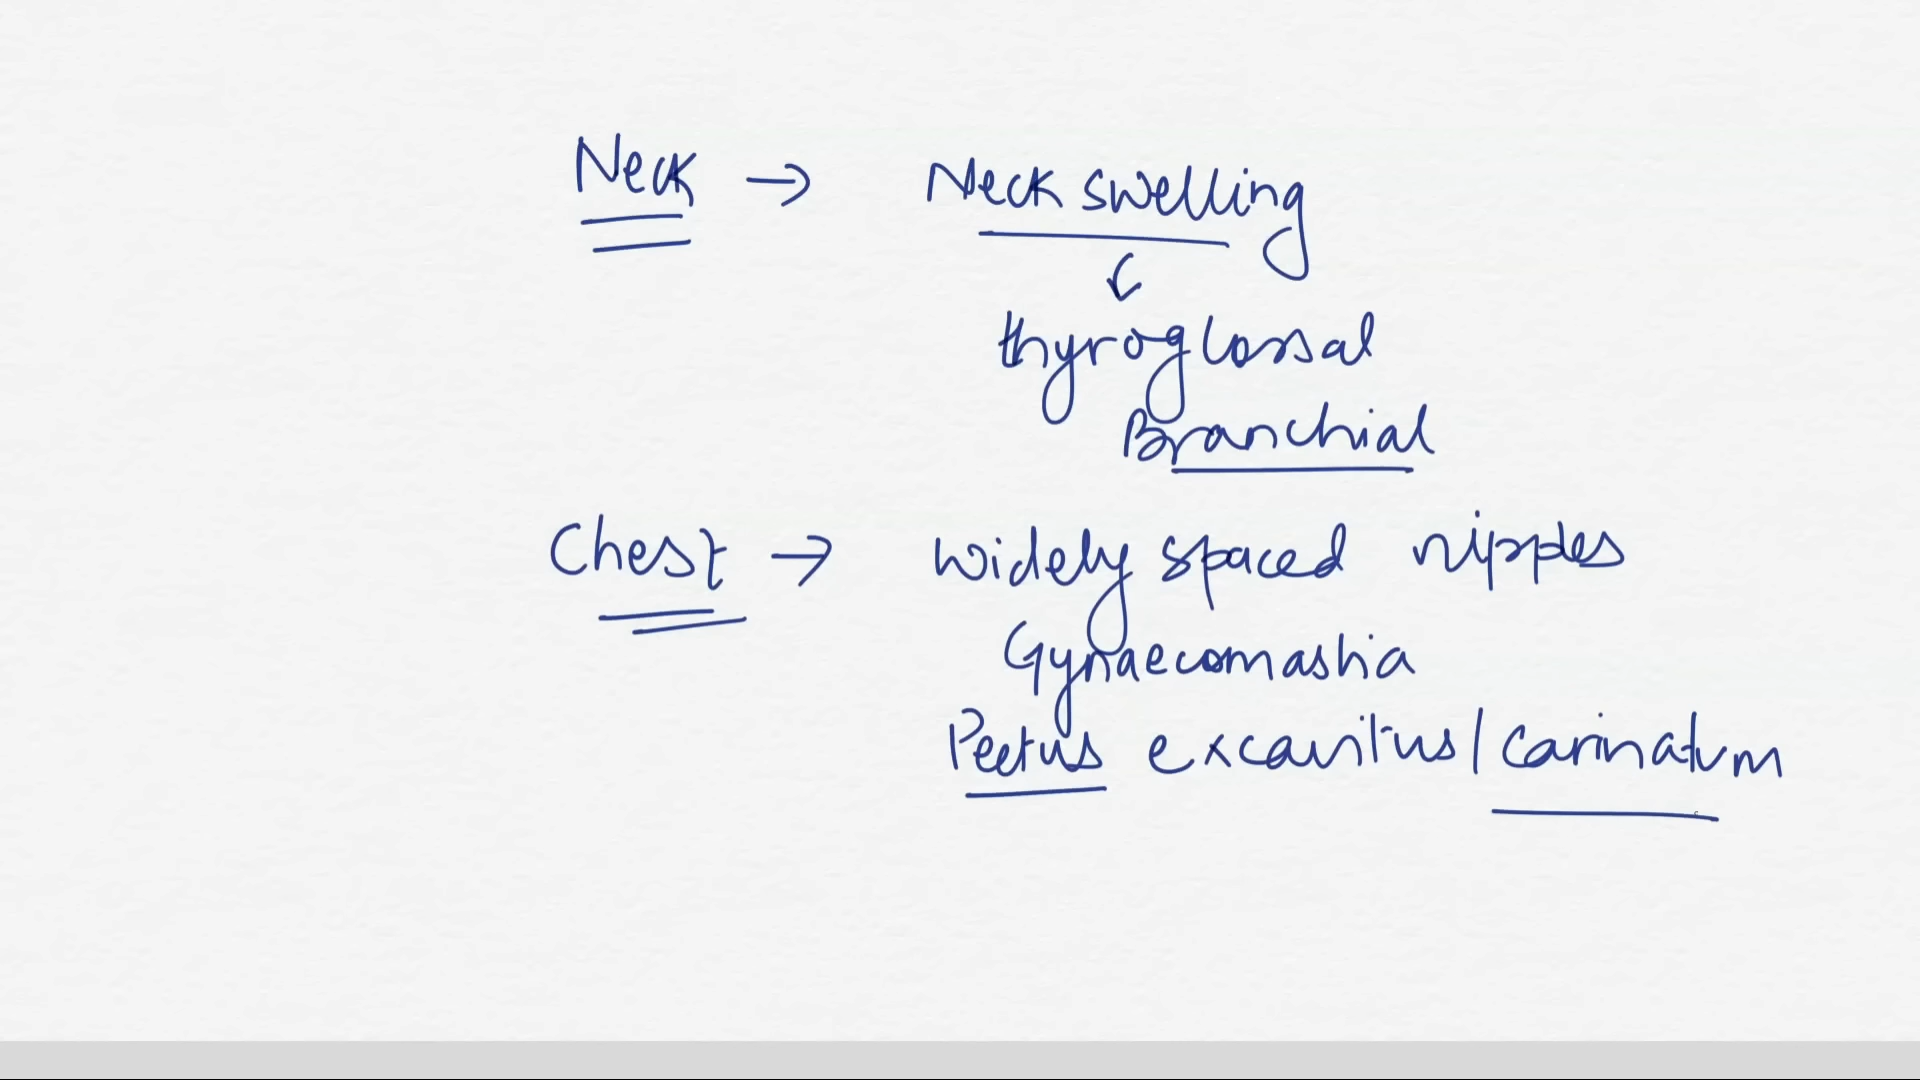 Neck → Neck swelling
↓
thyroglossal
Branchial
Chest → Widely spaced nipples
Gynaecomastia
Pectus excavitus/carinatum